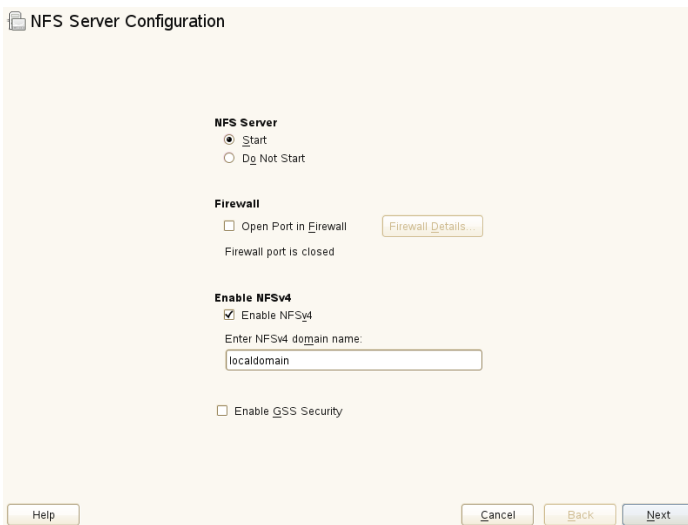 NFS Server Configuration
NFS Server
Start
Do Not Start
Firewall
Open Port in Firewall
Firewall Details...
Firewall port is closed
Enable NFSv4
Enable NFSv4
Enter NFSv4 domain name:
localdomain
Enable GSS Security
Help
Cancel
Back
Next